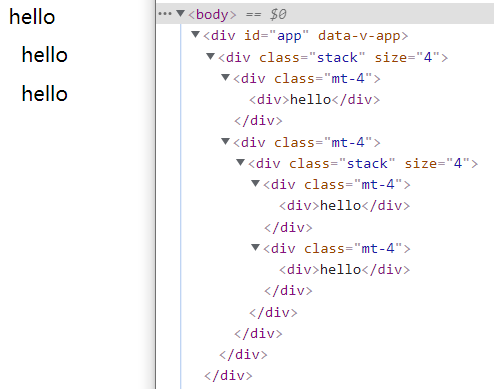 hello
hello
hello
··· ▼<body> == $0
▼<div id="app" data-v-app>
▼<div class="stack" size="4">
▼<div class="mt-4">
<div>hello</div>
</div>
▼<div class="mt-4">
▼<div class="stack" size="4">
▼<div class="mt-4">
<div>hello</div>
</div>
▼<div class="mt-4">
<div>hello</div>
</div>
</div>
</div>
</div>
</div>